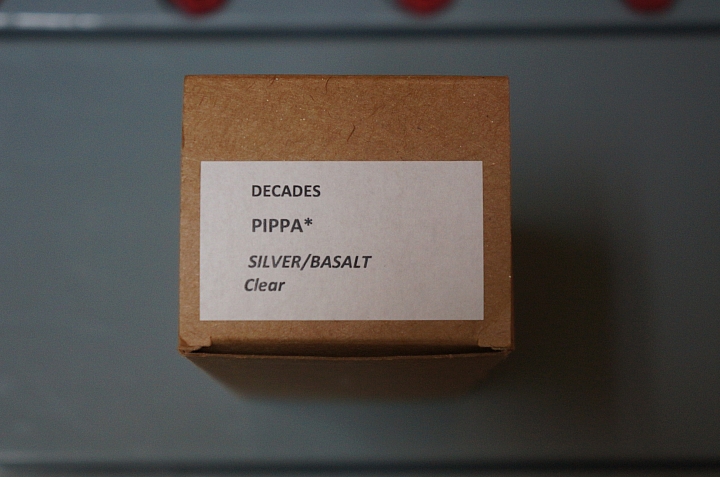 DECADES
PIPPA*
SILVER/BASALT
Clear